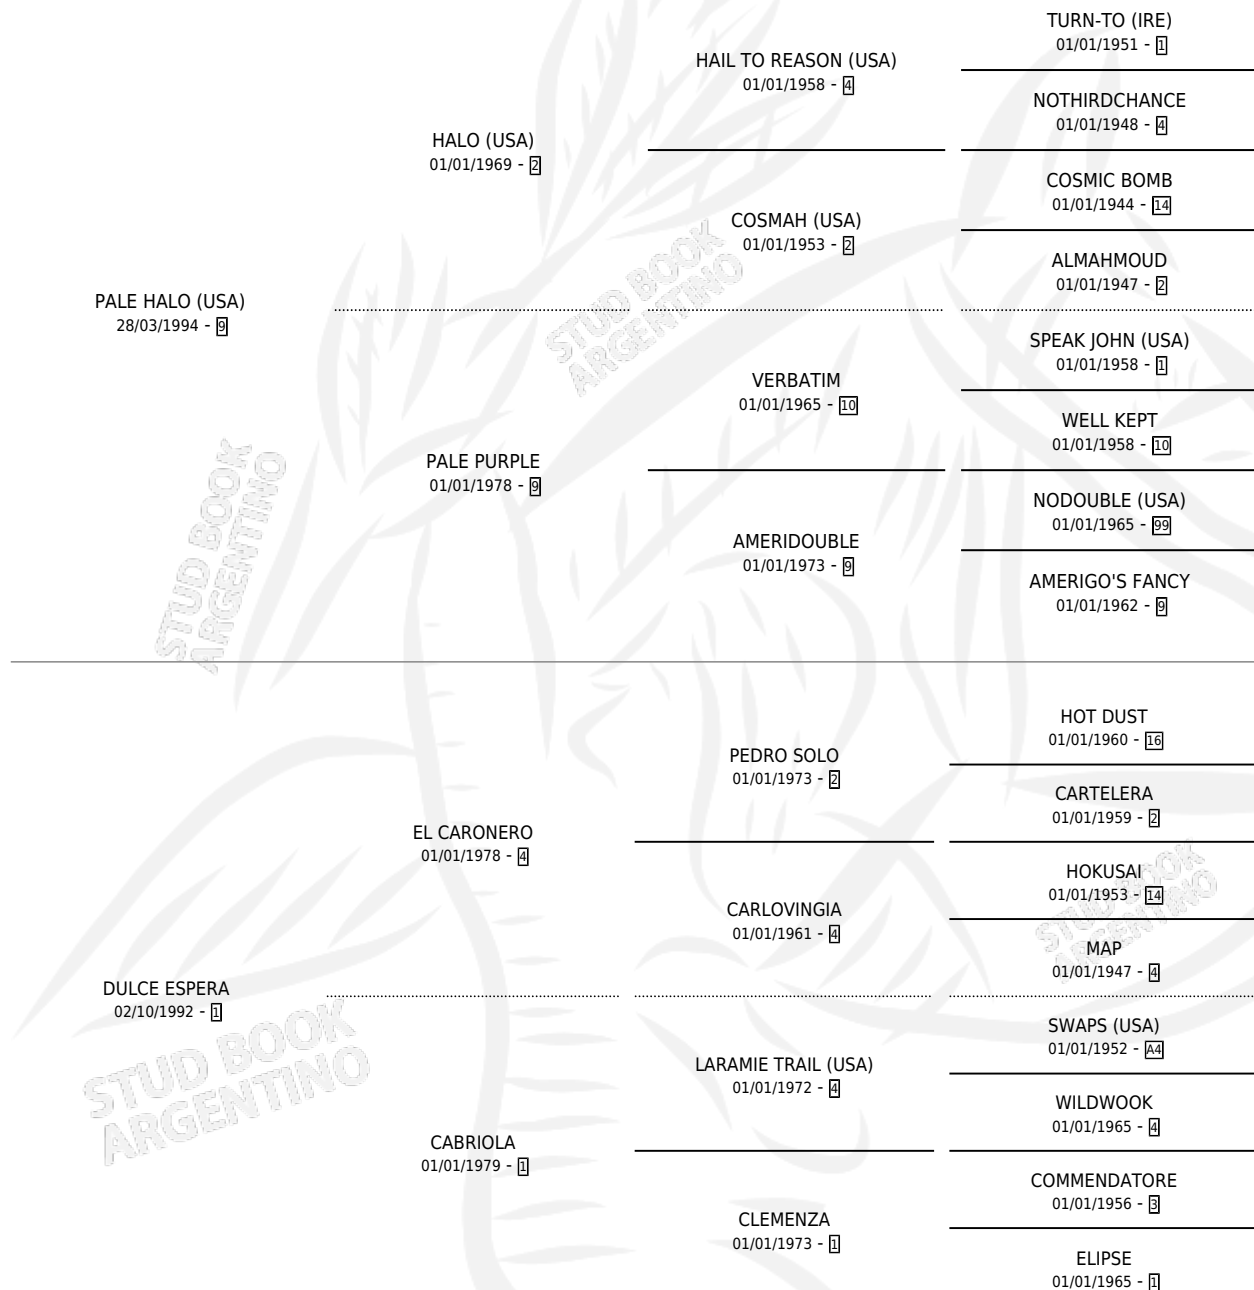 TURN-TO (IRE)
01/01/1951 - 1
HAIL TO REASON (USA)
01/01/1958 - 4
NOTHIRDCHANCE
01/01/1948 - 4
HALO (USA)
01/01/1969 - 2
COSMIC BOMB
01/01/1944 - 14
COSMAH (USA)
01/01/1953 - 2
ALMAHMOUD
01/01/1947 - 2
PALE HALO (USA)
28/03/1994 - 9
STUD BOOK
ARGENTINO
SPEAK JOHN (USA)
01/01/1958 - 1
VERBATIM
01/01/1965 - 10
WELL KEPT
01/01/1958 - 10
PALE PURPLE
01/01/1978 - 9
NODOUBLE (USA)
01/01/1965 - 99
AMERIDOUBLE
01/01/1973 - 9
AMERIGO'S FANCY
01/01/1962 - 9
STUD BOOK
ARGENTINO
HOT DUST
01/01/1960 - 16
PEDRO SOLO
01/01/1973 - 2
CARTELERA
01/01/1959 - 2
EL CARONERO
01/01/1978 - 4
HOKUSAI
01/01/1953 - 14
CARLOVINGIA
01/01/1961 - 4
STUD BOOK
ARGENTINO
MAP
01/01/1947 - 4
DULCE ESPERA
02/10/1992 - 1
SWAPS (USA)
01/01/1952 - A4
LARAMIE TRAIL (USA)
01/01/1972 - 4
STUD BOOK
ARGENTINO
WILDWOOK
01/01/1965 - 4
CABRIOLA
01/01/1979 - 1
COMMENDATORE
01/01/1956 - 3
CLEMENZA
01/01/1973 - 1
ELIPSE
01/01/1965 - 1